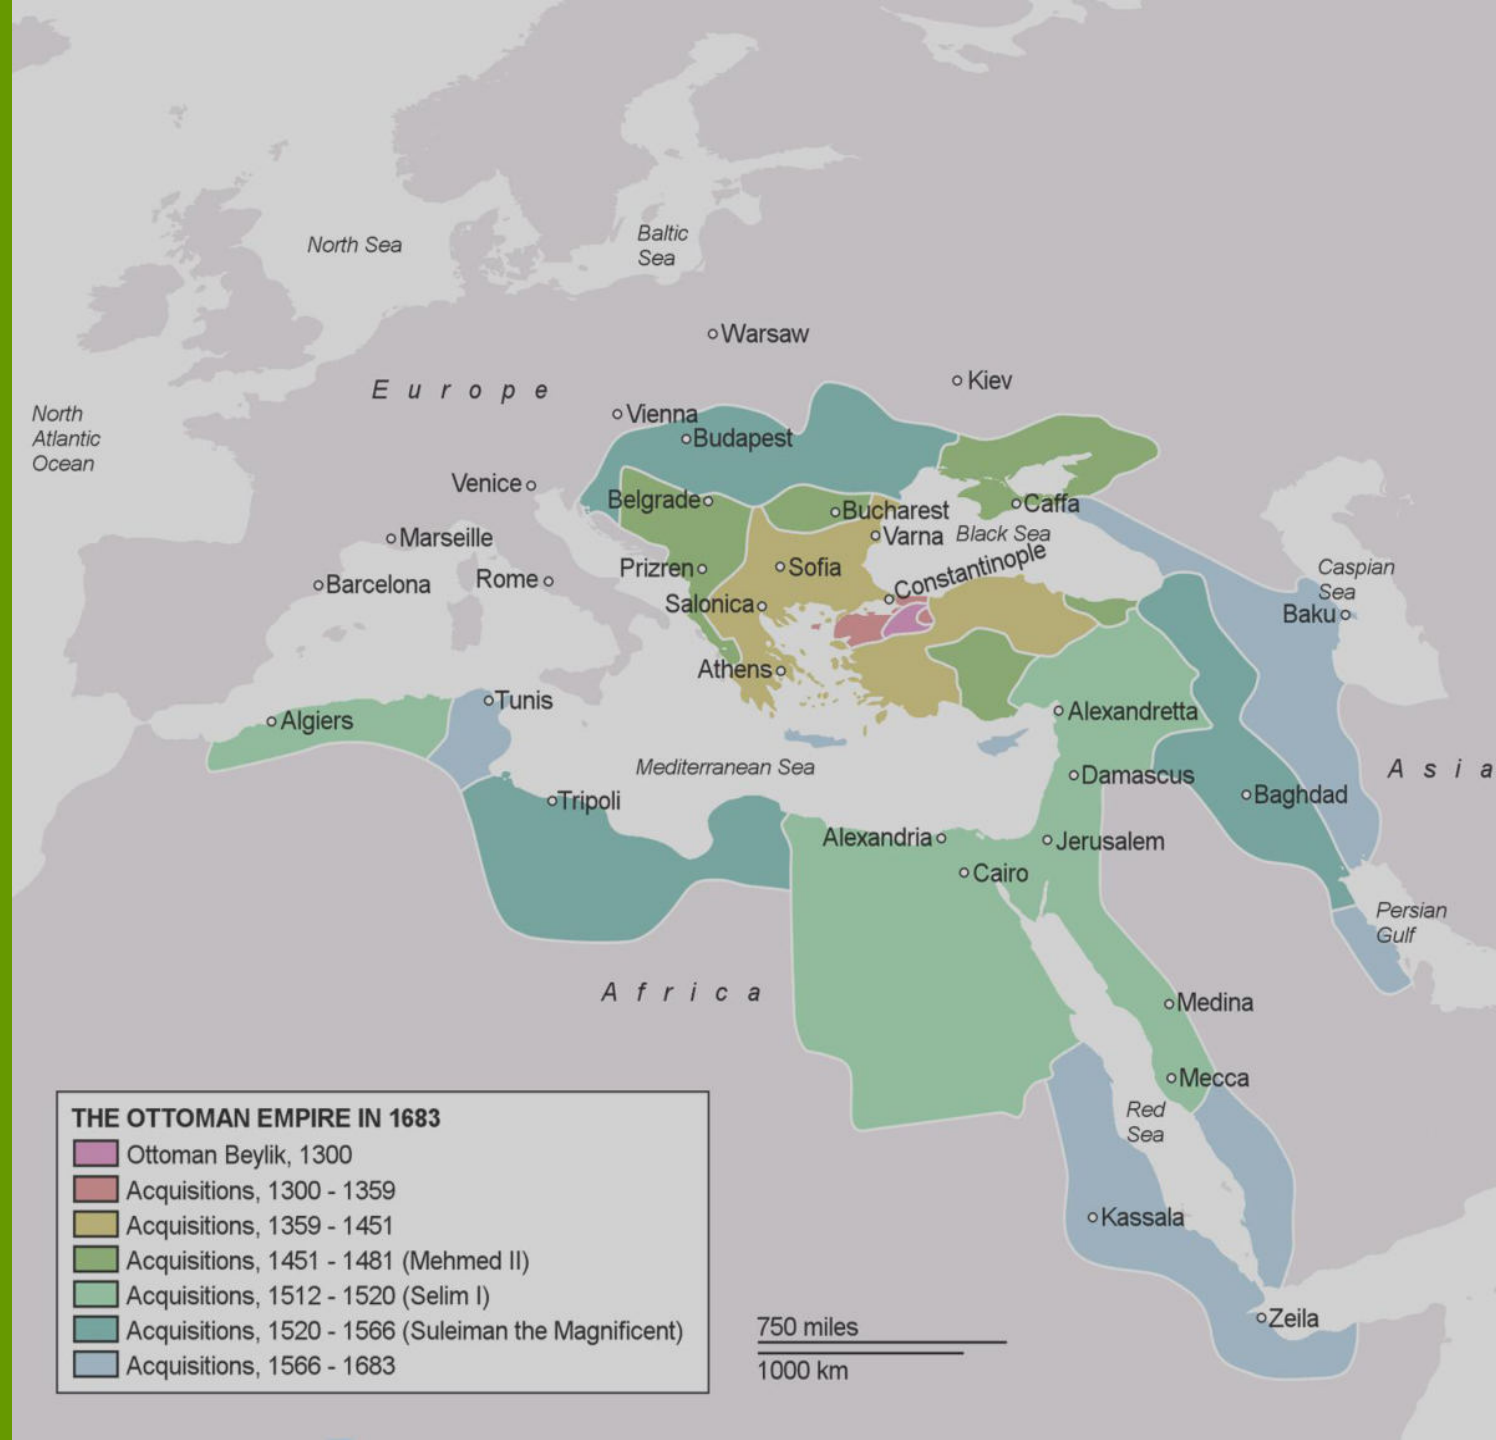 North Sea
Baltic
Sea
Warsaw
Kiev
Europe
North
Atlantic
Ocean
Vienna
Budapest
Venice
Belgrade
Bucharest
Caffa
Marseille
Varna
Black Sea
Constantinople
Prizren
Sofia
Caspian
Sea
Barcelona
Rome
Salonica
Baku
Athens
Tunis
Algiers
Alexandretta
Mediterranean Sea
Asia
Damascus
Baghdad
Tripoli
Alexandria
Jerusalem
Cairo
Persian
Gulf
Africa
Medina
Mecca
Red
Sea
THE OTTOMAN EMPIRE IN 1683
Ottoman Beylik, 1300
Acquisitions, 1300 - 1359
Acquisitions, 1359 - 1451
Acquisitions, 1451 - 1481 (Mehmed II)
Acquisitions, 1512 - 1520 (Selim I)
Acquisitions, 1520 - 1566 (Suleiman the Magnificent)
Acquisitions, 1566 - 1683
Kassala
Zeila
750 miles
1000 km